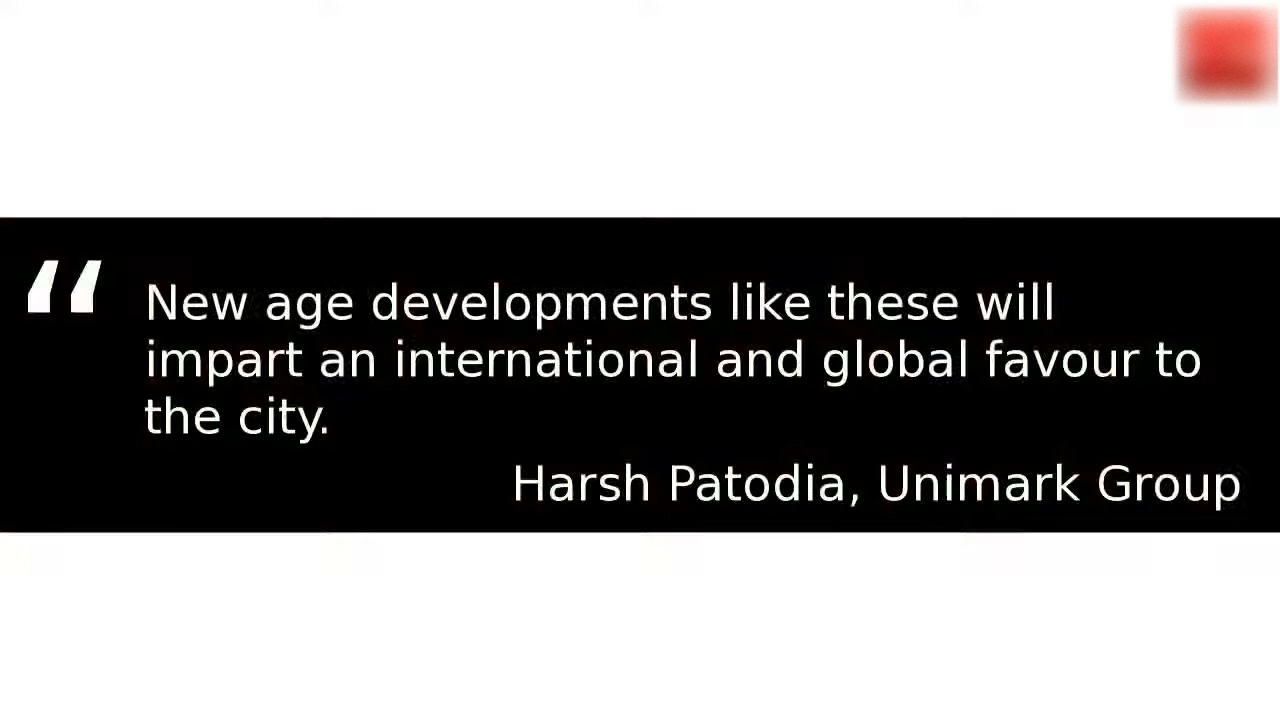 “ New age developments like these will
impart an international and global favour to
the city.
Harsh Patodia, Unimark Group